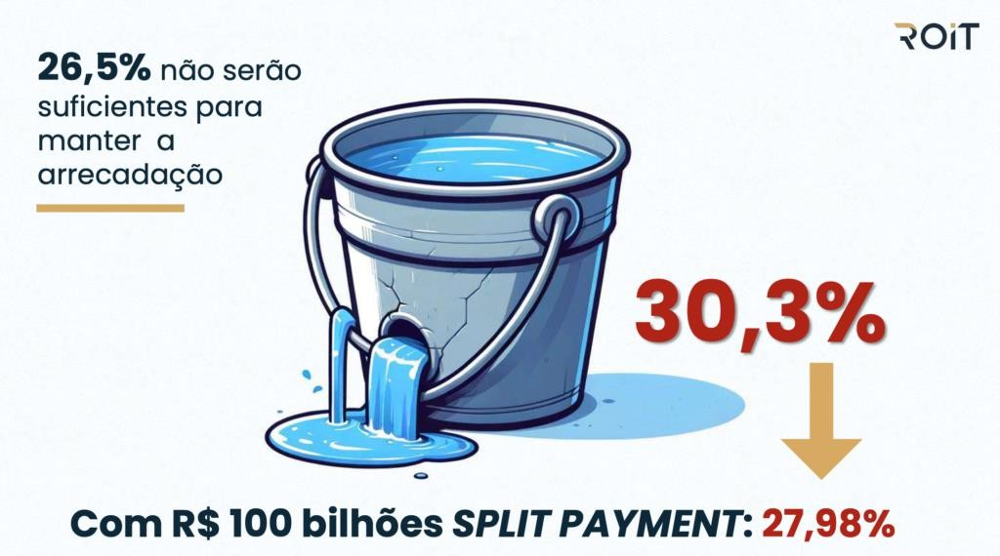 ROIT
26,5% não serão
suficientes para
manter a
arrecadação
30,3%
Com R$ 100 bilhões SPLIT PAYMENT: 27,98%